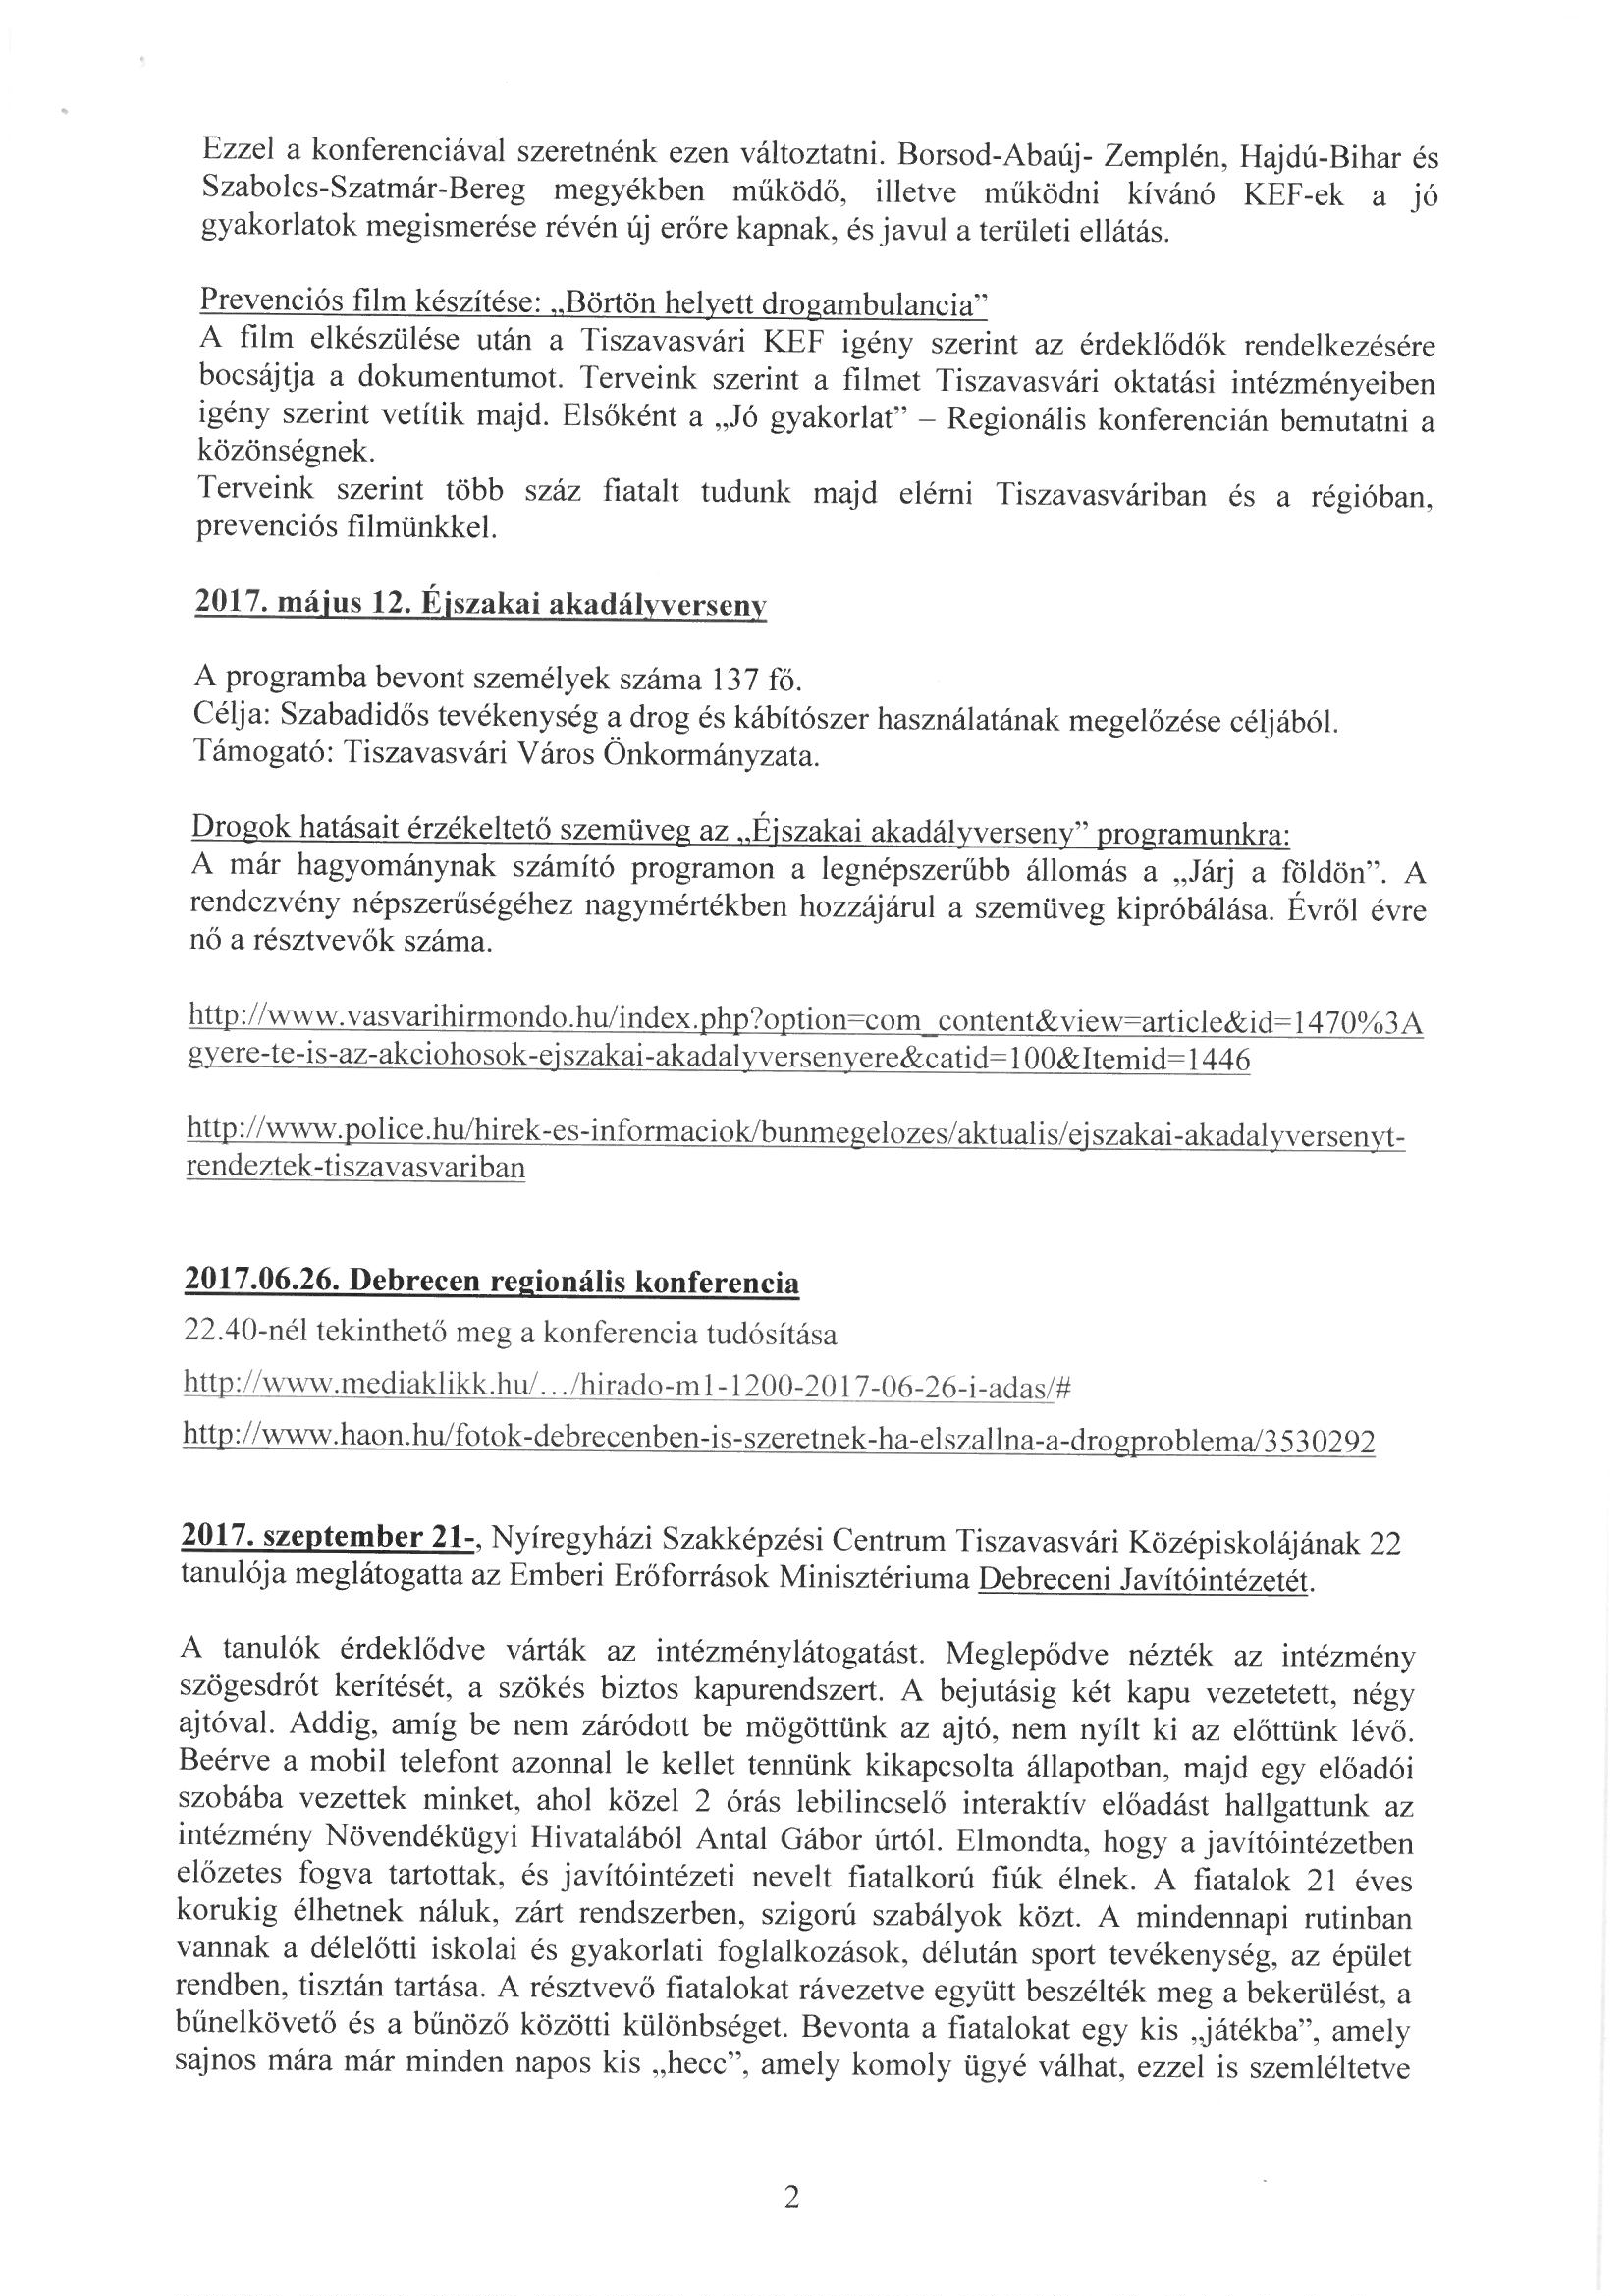 Ezzel a konferenciával szeretnénk ezen változtatni. Borsod-Abaúj- Zemplén, Hajdú-Bihar és
Szabolcs-Szatmár-Bereg megyékben működő, illetve működni kívánó KEF-ek a jó
gyakorlatok megismerése révén új erőre kapnak, és javul a területi ellátás.
Prevenciós film készítése: „Börtön helyett drogambulancia”
A film elkészülése után a Tiszavasvári KEF igény szerint az érdeklődők rendelkezésére
bocsájtja a dokumentumot. Terveink szerint a filmet Tiszavasvári oktatási intézményeiben
igény szerint vetítik majd. Elsőként a „Jó gyakorlat” – Regionális konferencián bemutatni a
közönségnek.
Terveink szerint több száz fiatalt tudunk majd elérni Tiszavasváriban és a régióban,
prevenciós filmünkkel.
2017. május 12. Éjszakai akadályverseny
A programba bevont személyek száma 137 fő.
Célja: Szabadidős tevékenység a drog és kábítószer használatának megelőzése céljából.
Támogató: Tiszavasvári Város Önkormányzata.
Drogok hatásait érzékeltető szemüveg az „Éjszakai akadályverseny” programunkra:
A már hagyománynak számító programon a legnépszerűbb állomás a „Járj a földön”. A
rendezvény népszerűségéhez nagymértékben hozzájárul a szemüveg kipróbálása. Évről évre
nő a résztvevők száma.
http://www.vasvarihirmondo.hu/index.php?option=com_content&view=article&id=1470%3A
gyere-te-is-az-akciohosok-ejszakai-akadalyversenyere&catid=100&Itemid=1446
http://www.police.hu/hirek-es-informaciok/bunmegelozes/aktualis/ejszakai-akadalyversenyt-
rendeztek-tiszavasvariban
2017.06.26. Debrecen regionális konferencia
22.40-nél tekinthető meg a konferencia tudósítása
http://www.mediaklikk.hu/.../hirado-m1-1200-2017-06-26-i-adas/#
http://www.haon.hu/fotok-debrecenben-is-szeretnek-ha-elszallna-a-drogproblema/3530292
2017. szeptember 21-, Nyíregyházi Szakképzési Centrum Tiszavasvári Középiskolájának 22
tanulója meglátogatta az Emberi Erőforrások Minisztériuma Debreceni Javítóintézetét.
A tanulók érdeklődve várták az intézménylátogatást. Meglepődve nézték az intézmény
szögesdrót kerítését, a szökés biztos kapurendszert. A bejutásig két kapu vezetetett, négy
ajtóval. Addig, amíg be nem záródott be mögöttünk az ajtó, nem nyílt ki az előttünk lévő.
Beérve a mobil telefont azonnal le kellet tennünk kikapcsolta állapotban, majd egy előadói
szobába vezettek minket, ahol közel 2 órás lebilincselő interaktív előadást hallgattunk az
intézmény Növendékügyi Hivatalából Antal Gábor úrtól. Elmondta, hogy a javítóintézetben
előzetes fogva tartottak, és javítóintézeti nevelt fiatalkorú fiúk élnek. A fiatalok 21 éves
korukig élhetnek náluk, zárt rendszerben, szigorú szabályok közt. A mindennapi rutinban
vannak a délelőtti iskolai és gyakorlati foglalkozások, délután sport tevékenység, az épület
rendben, tisztán tartása. A résztvevő fiatalokat rávezetve együtt beszélték meg a bekerülést, a
bűnelkövető és a bűnöző közötti különbséget. Bevonta a fiatalokat egy kis „játékba”, amely
sajnos mára már minden napos kis „hecc”, amely komoly ügyé válhat, ezzel is szemléltetve
2